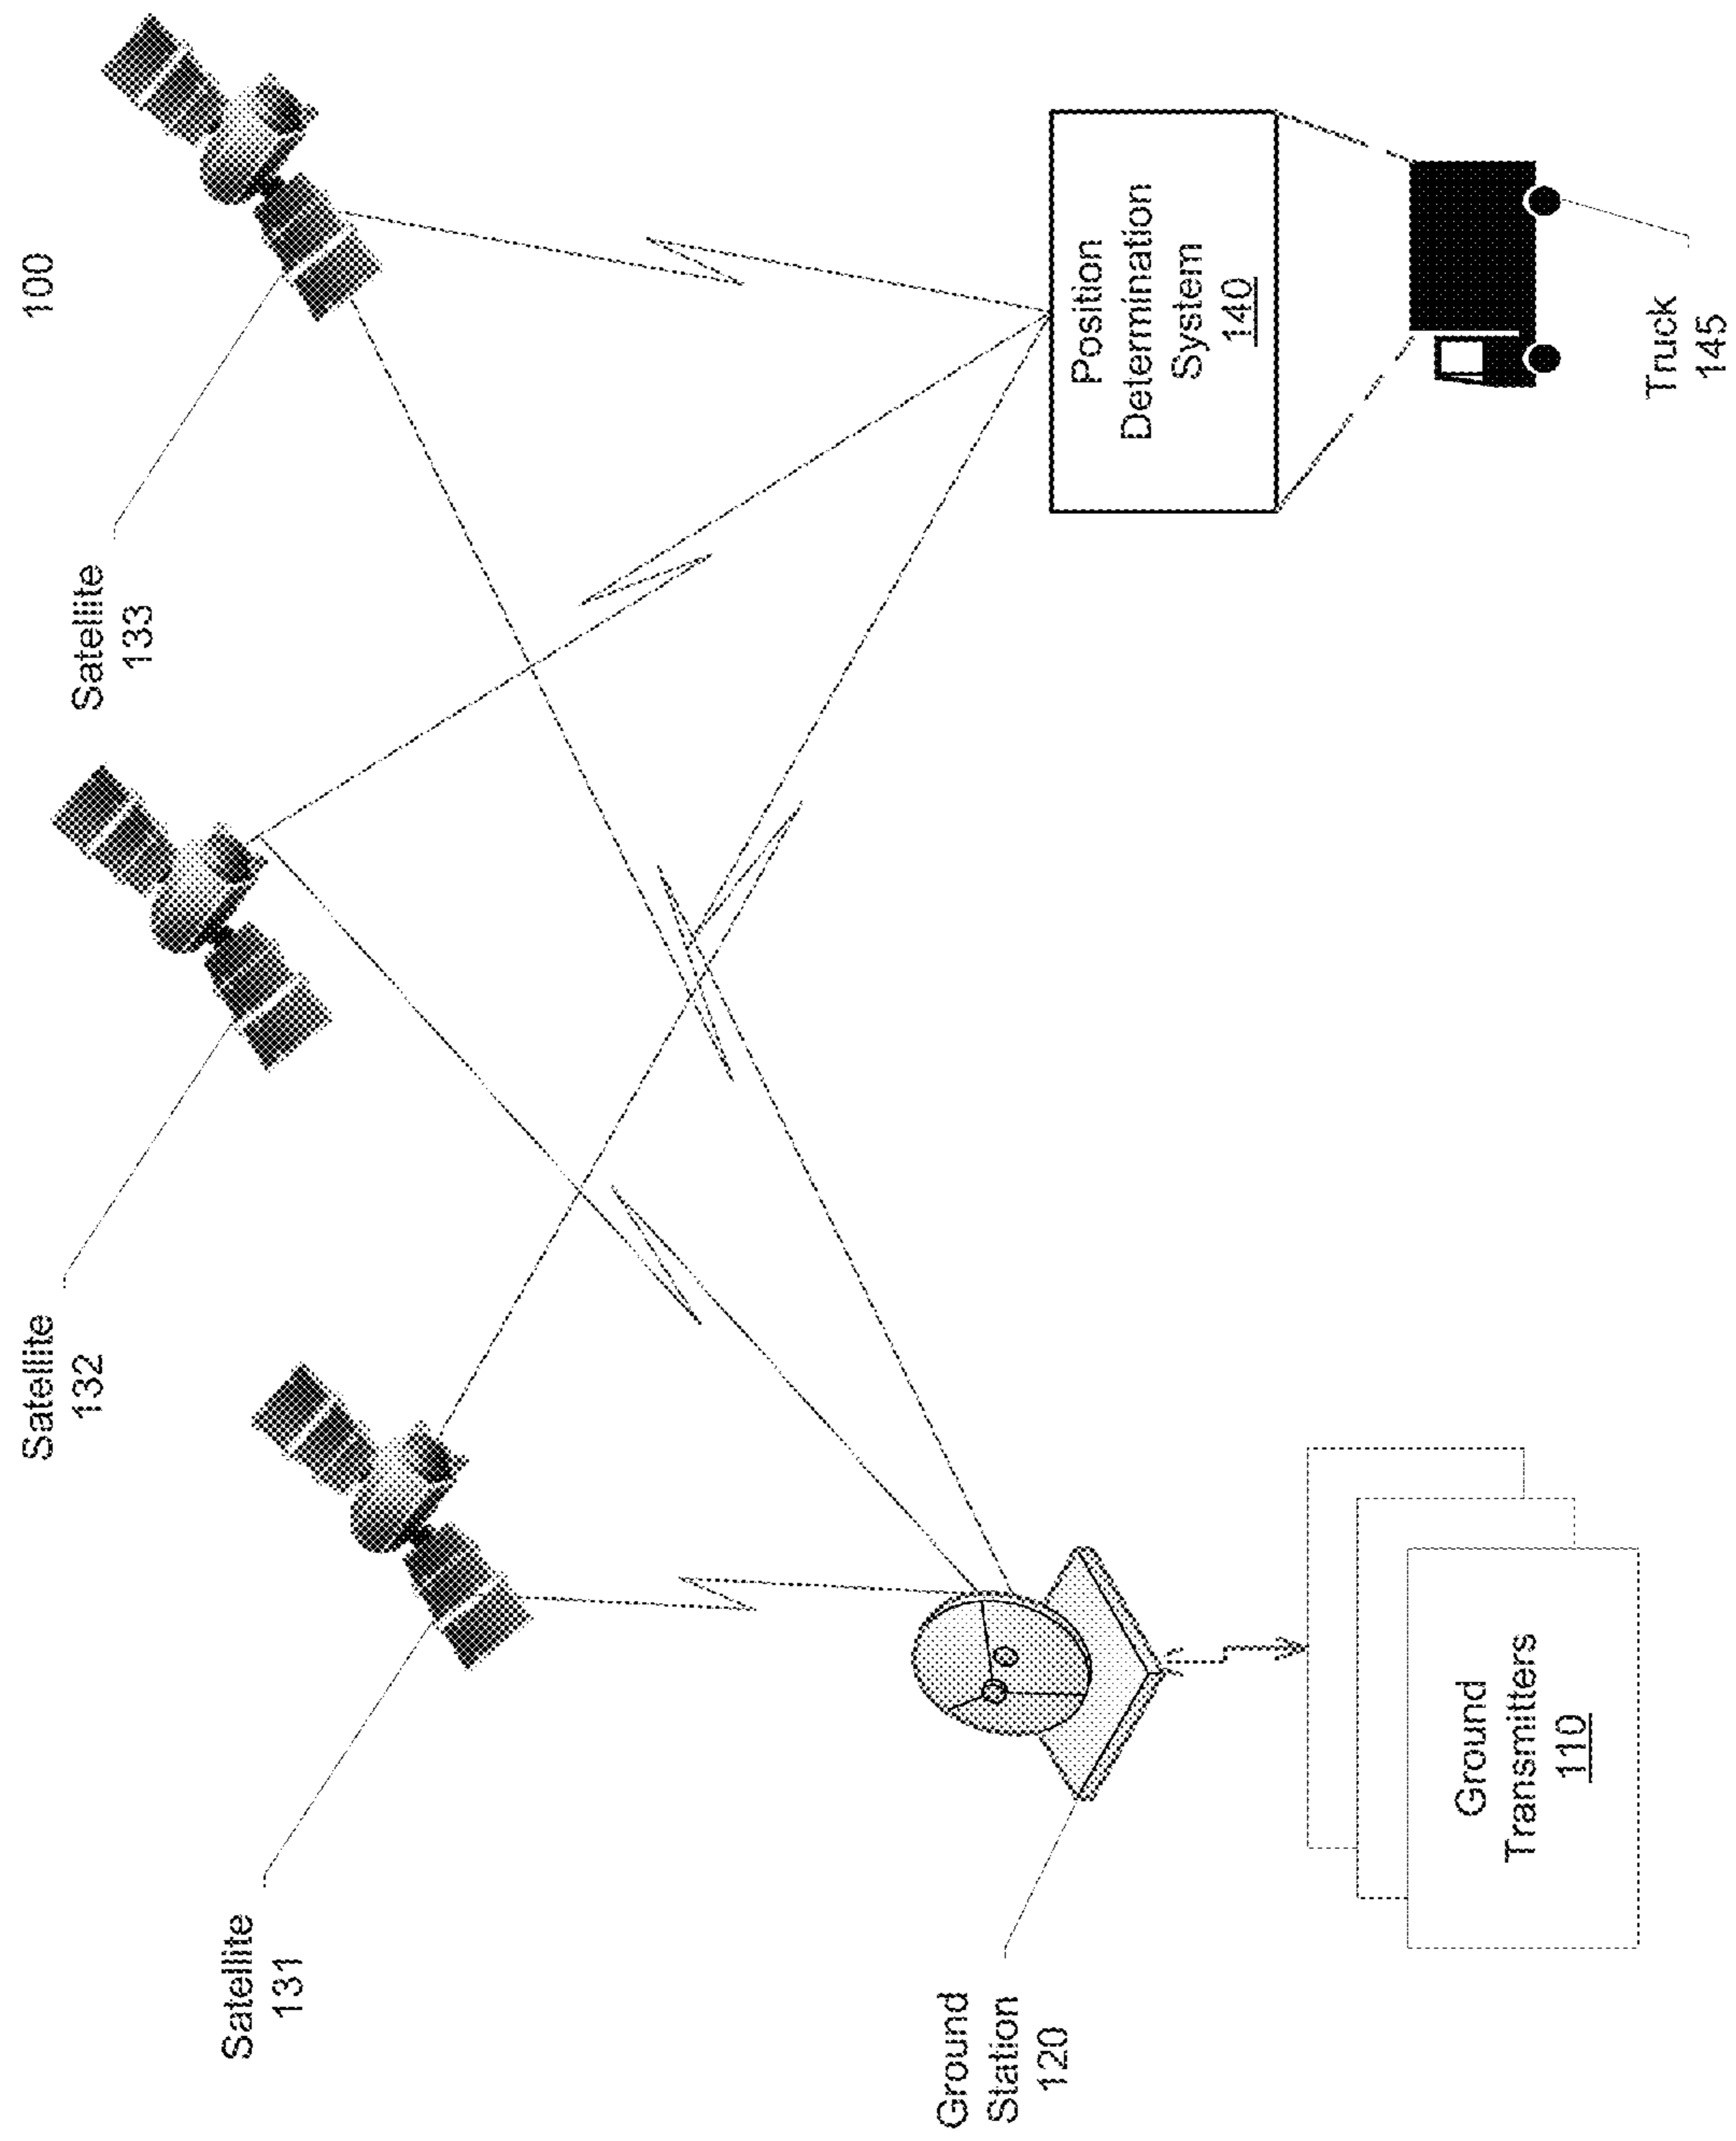 100
Satellite
131
Satellite
132
Satellite
133
Ground
Station
120
Ground
Transmitters
110
Position
Determination
System
140
Truck
145